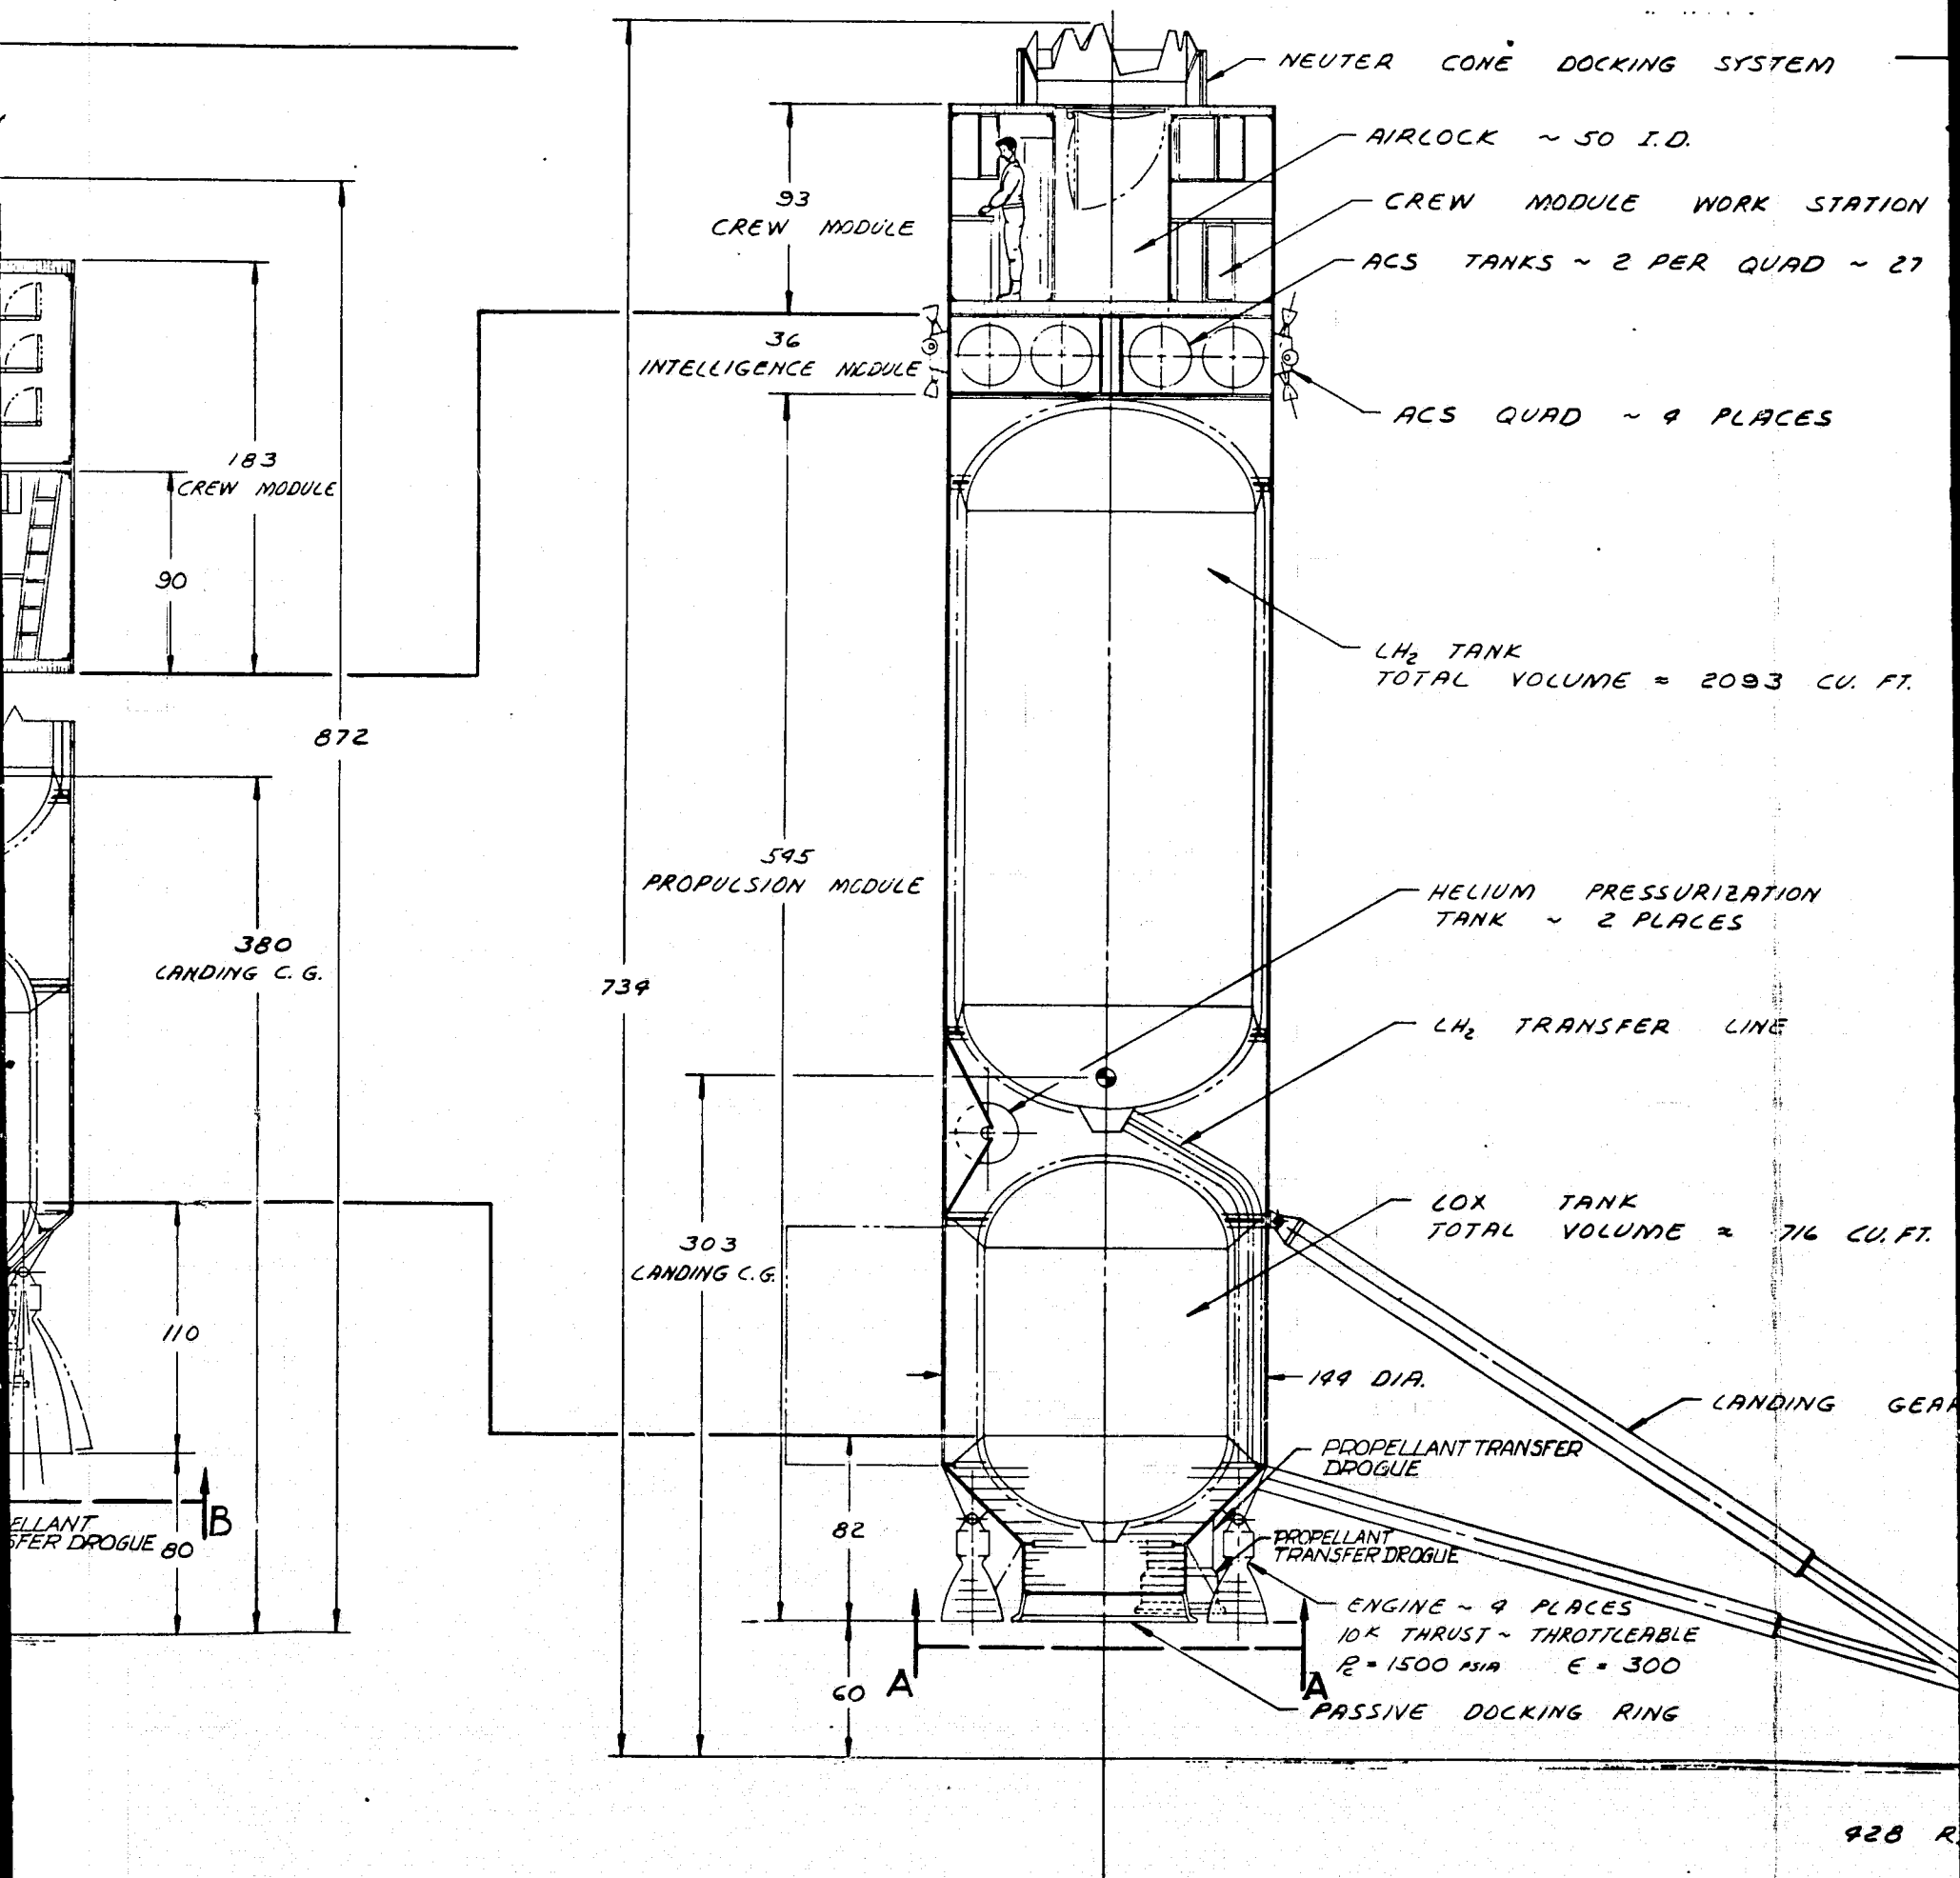 NEUTER CONE DOCKING SYSTEM
AIRLOCK ~ 50 I.D.
93
CREW MODULE
CREW MODULE WORK STATION
ACS TANKS ~ 2 PER QUAD ~ 27
36
INTELLIGENCE MODULE
ACS QUAD ~ 4 PLACES
183
CREW MODULE
90
LH₂ TANK
TOTAL VOLUME ≈ 2093 CU. FT.
872
545
PROPULSION MODULE
HELIUM PRESSURIZATION
TANK ~ 2 PLACES
380
LANDING C.G.
734
LH₂ TRANSFER LINE
LOX TANK
TOTAL VOLUME ≈ 716 CU. FT.
303
LANDING C.G.
110
144 DIA.
LANDING GEAR
PROPELLANT TRANSFER
DROGUE
B
ELLANT
SFER DROGUE
80
82
PROPELLANT
TRANSFER DROGUE
ENGINE ~ 4 PLACES
10K THRUST ~ THROTTLEABLE
Pc = 1500 PSIA Є = 300
60
A
A
PASSIVE DOCKING RING
428 R